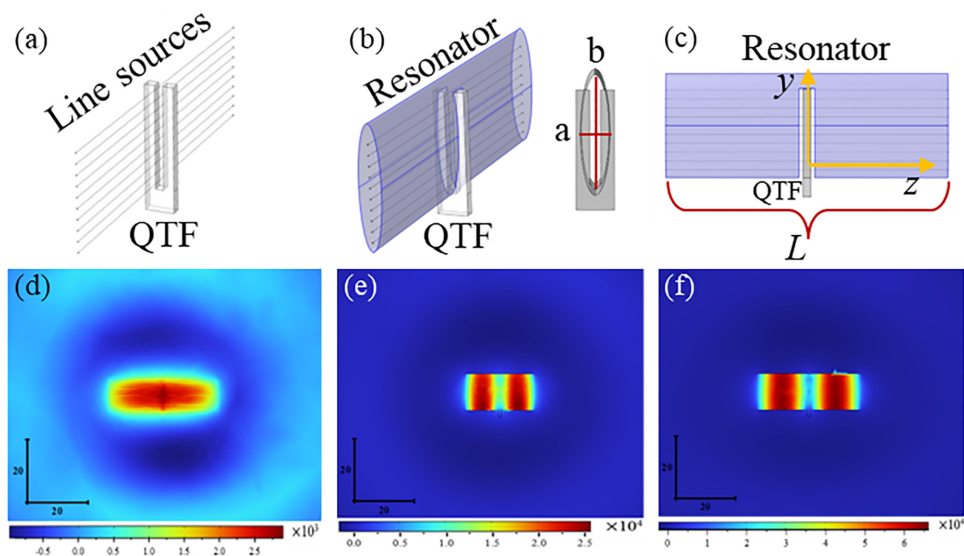 (a)
Line sources
QTF
(b)
Resonator
QTF
b
a
(c)
Resonator
y
z
QTF
L
(d)
20
20
-0.5 0.0 0.5 1.0 1.5 2.0 2.5 ×10³
(e)
20
20
0.0 0.5 1.0 1.5 2.0 2.5 ×10⁴
(f)
20
20
0 1 2 3 4 5 6 ×10⁴